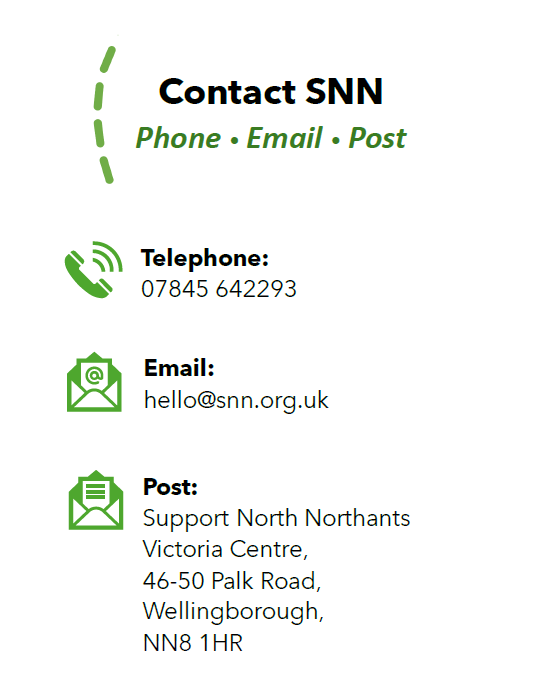 Contact SNN
Phone • Email • Post
Telephone:
07845 642293
Email:
hello@snn.org.uk
Post:
Support North Northants
Victoria Centre,
46-50 Palk Road,
Wellingborough,
NN8 1HR